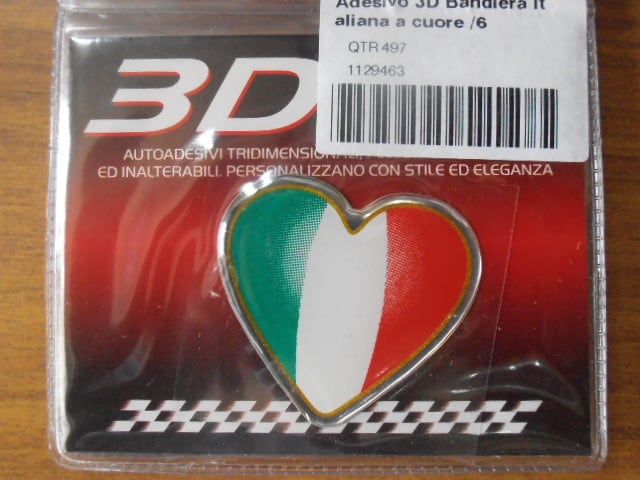 Adesivo 3D Bandiera It
aliana a cuore /6
QTR 497
1129463
3D
AUTOADESIVI TRIDIMENSIONALI,
ED INALTERABILI. PERSONALIZZANO CON STILE ED ELEGANZA